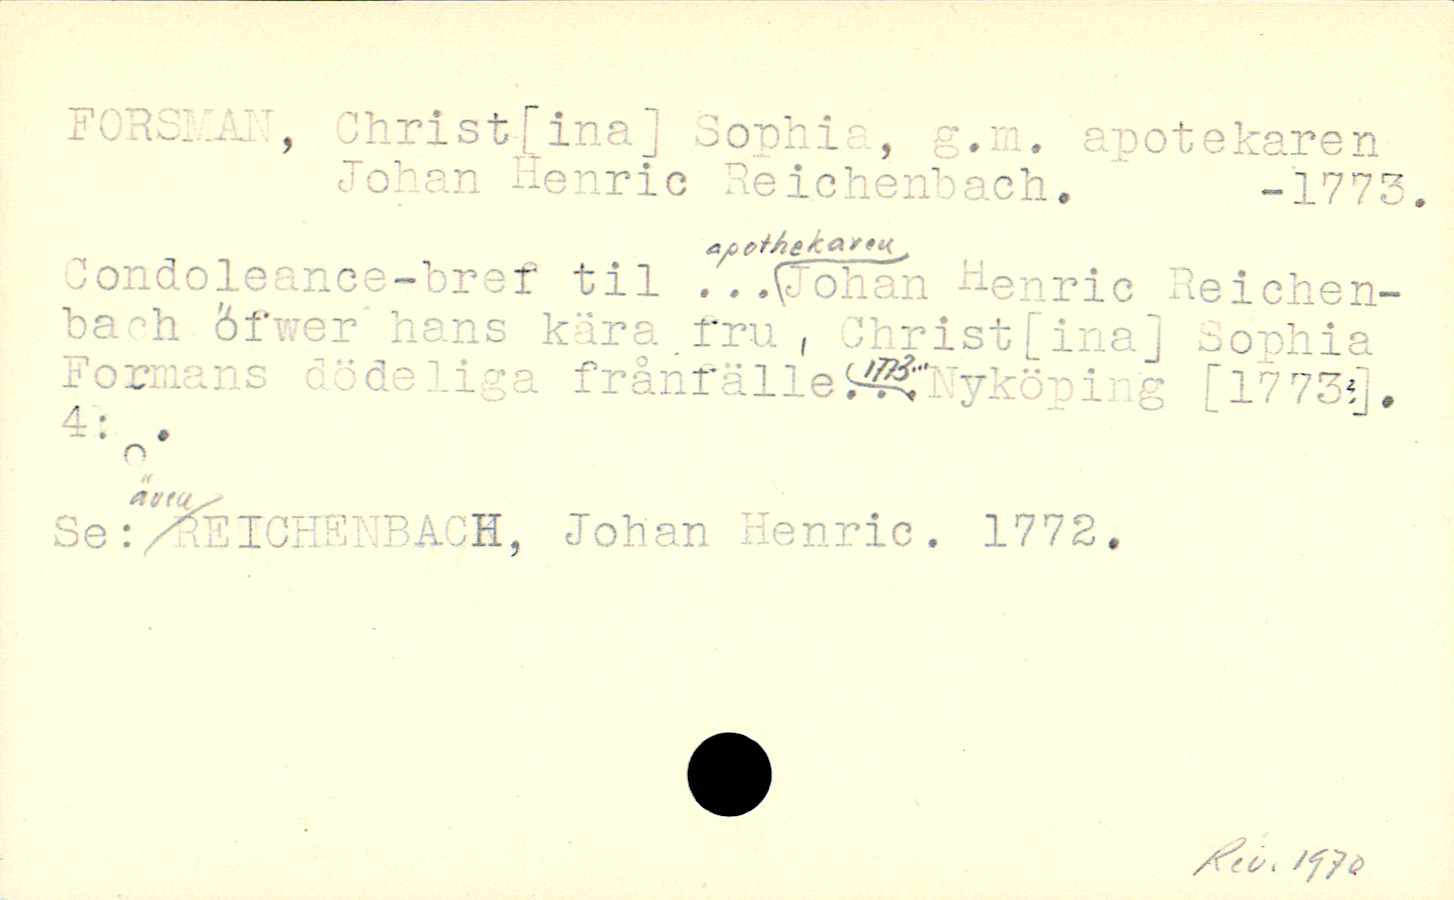 FORSMAN, Christ[ina] Sophia, g.m. apotekaren
Johan Henric Reichenbach. -1773.
apothekaren
Condoleance-bref til ...Johan Henric Reichen-
bach öfwer hans kära fru, Christ[ina] Sophia
Formans dödeliga frånfälle... 1773... Nyköping [1773?].
4:o.
även
Se: REICHENBACH, Johan Henric. 1772.
Rev. 1970